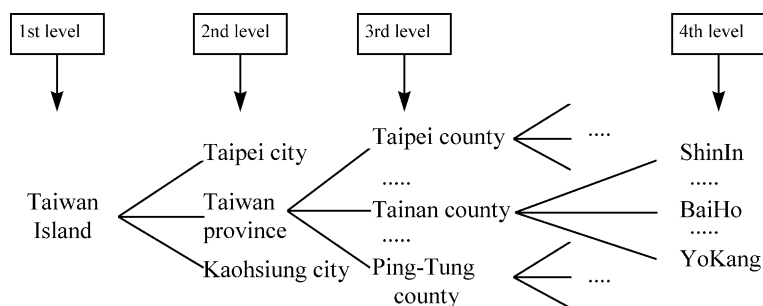 1st level
2nd level
3rd level
4th level
Taipei county
....
Taipei city
ShinIn
.....
.....
Taiwan
Island
Taiwan
province
Tainan county
BaiHo
.....
.....
Kaohsiung city
Ping-Tung
county
....
YoKang